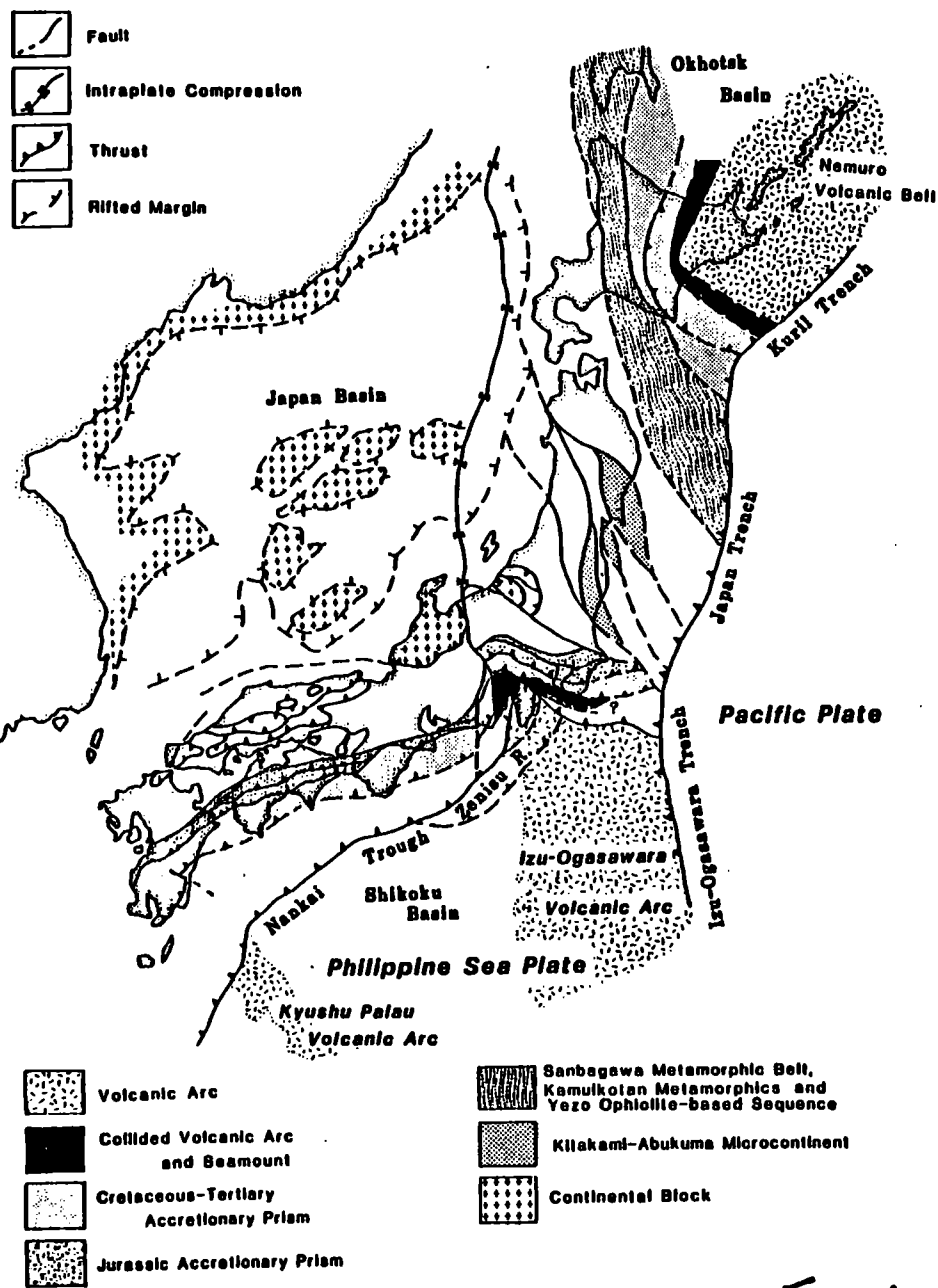 Fault
Intraplate Compression
Thrust
Rifted Margin
Okhotsk
Basin
Nemuro
Volcanic Belt
Kuril Trench
Japan Basin
Japan Trench
Pacific Plate
Izu-Ogasawara Trench
Zenisu R.
?
Nankai Trough
Shikoku
Basin
Izu-Ogasawara
Volcanic Arc
Philippine Sea Plate
Kyushu Palau
Volcanic Arc
Volcanic Arc
Collided Volcanic Arc
and Seamount
Cretaceous-Tertiary
Accretionary Prism
Jurassic Accretionary Prism
Sanbagawa Metamorphic Belt,
Kamuikotan Metamorphics and
Yezo Ophiolite-based Sequence
Kitakami-Abukuma Microcontinent
Continental Block